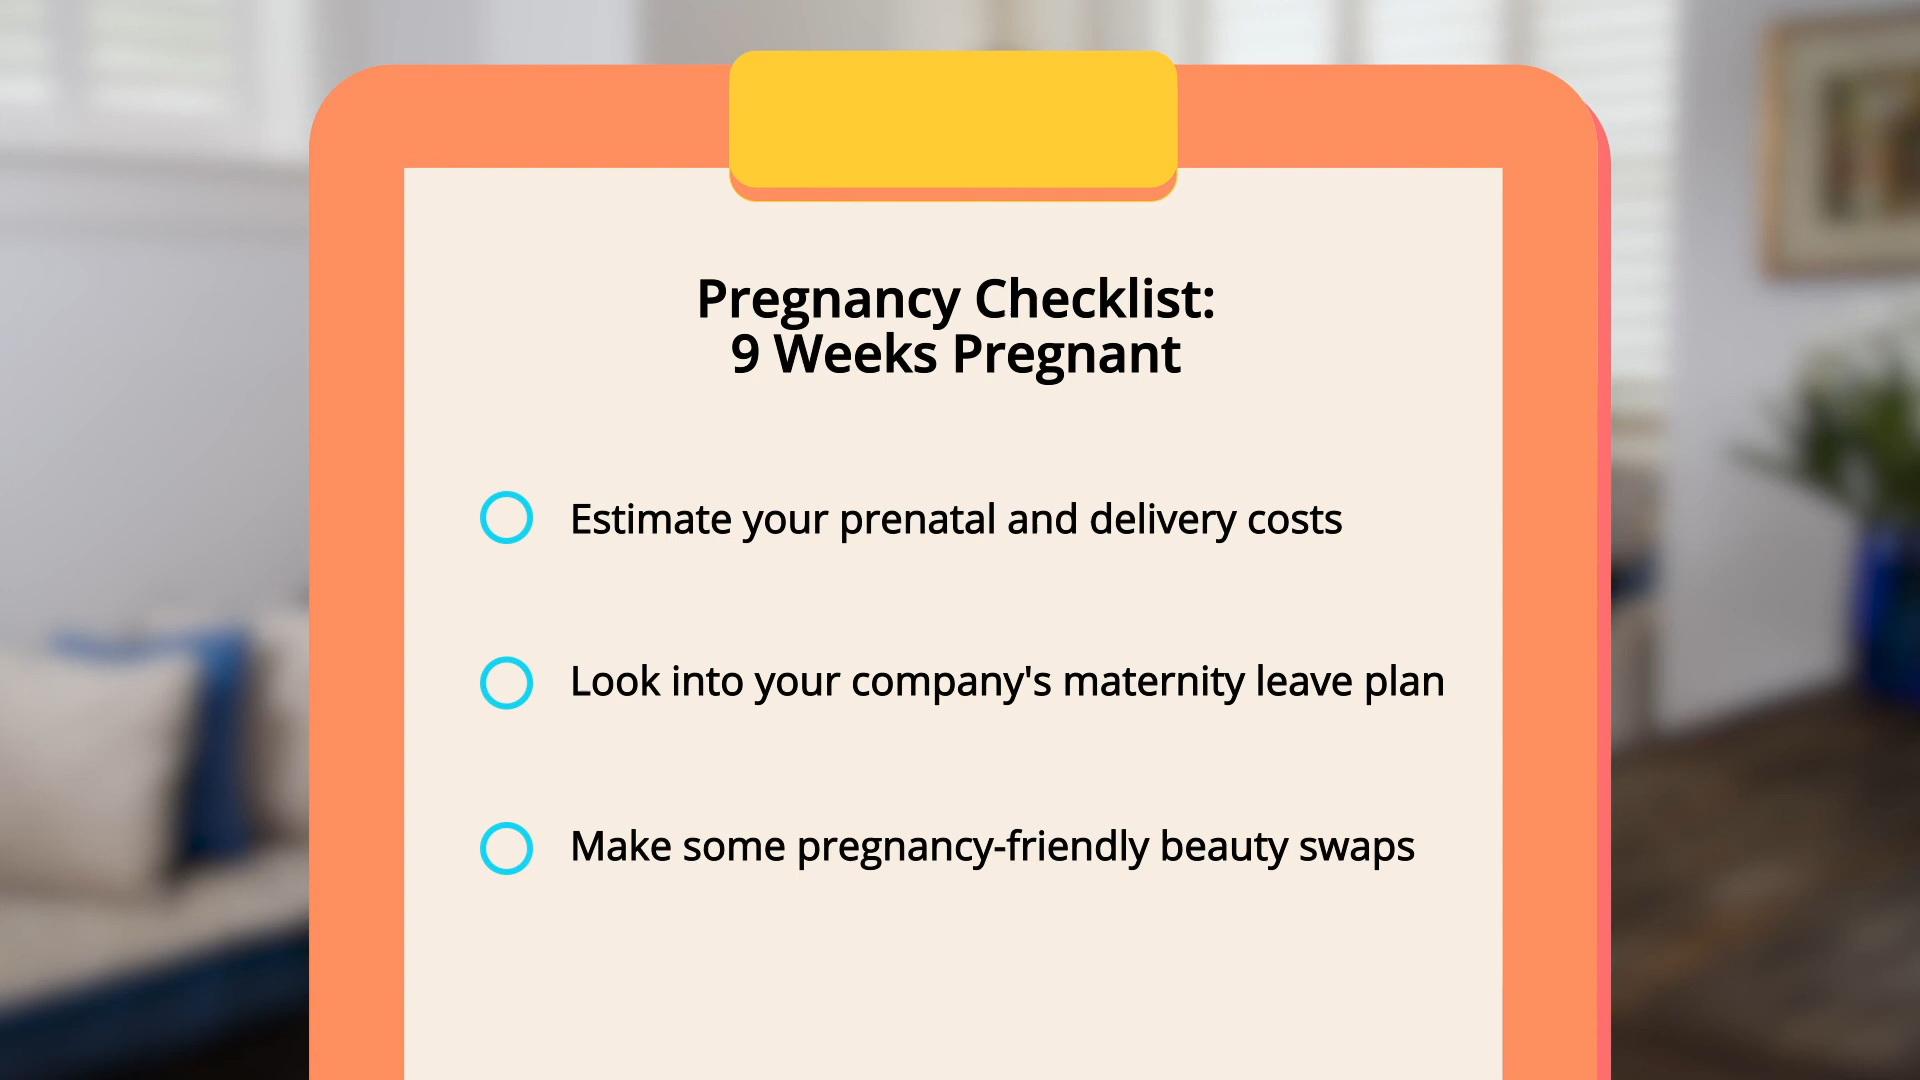 Pregnancy Checklist:
9 Weeks Pregnant
Estimate your prenatal and delivery costs
Look into your company's maternity leave plan
Make some pregnancy-friendly beauty swaps